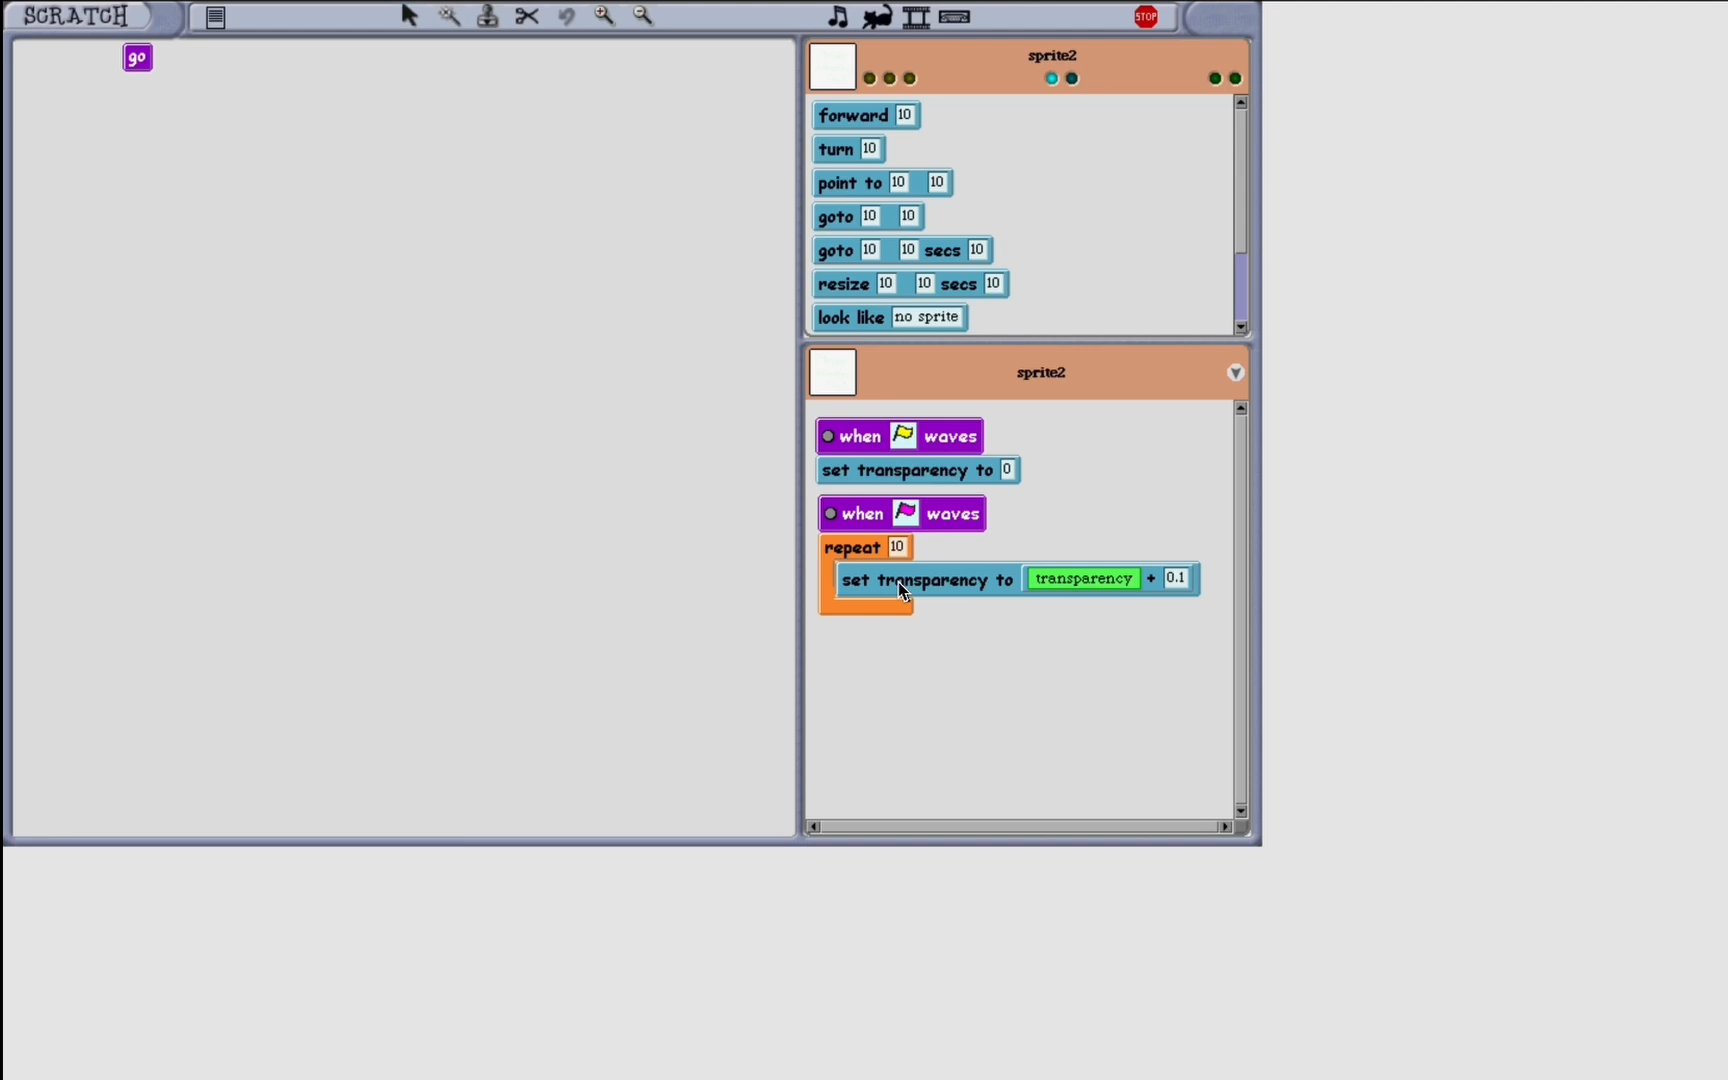 SCRATCH
STOP
go
sprite2
forward 10
turn 10
point to 10 10
goto 10 10
goto 10 10 secs 10
resize 10 10 secs 10
look like no sprite
sprite2
when waves
set transparency to 0
when waves
repeat 10
set transparency to transparency + 0.1